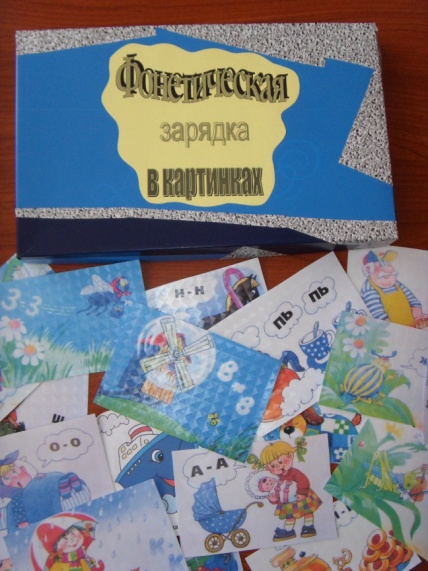 Фонетическая
зарядка
в картинках
З-З
Н-Н
ПЬ ПЬ
В-В
О-О
А-А